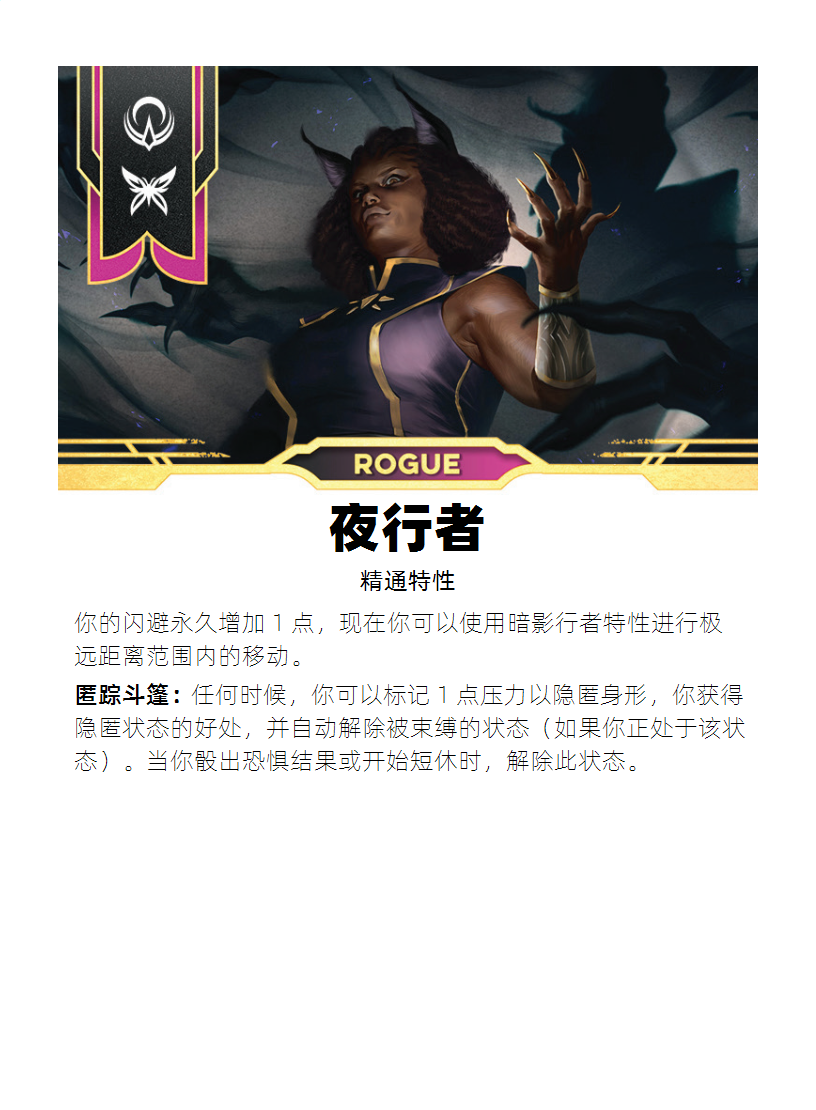 ROGUE
夜行者
精通特性
你的闪避永久增加 1 点，现在你可以使用暗影行者特性进行极
远距离范围内的移动。
匿踪斗篷：任何时候，你可以标记 1 点压力以隐匿身形，你获得
隐匿状态的好处，并自动解除被束缚的状态（如果你正处于该状
态）。当你骰出恐惧结果或开始短休时，解除此状态。